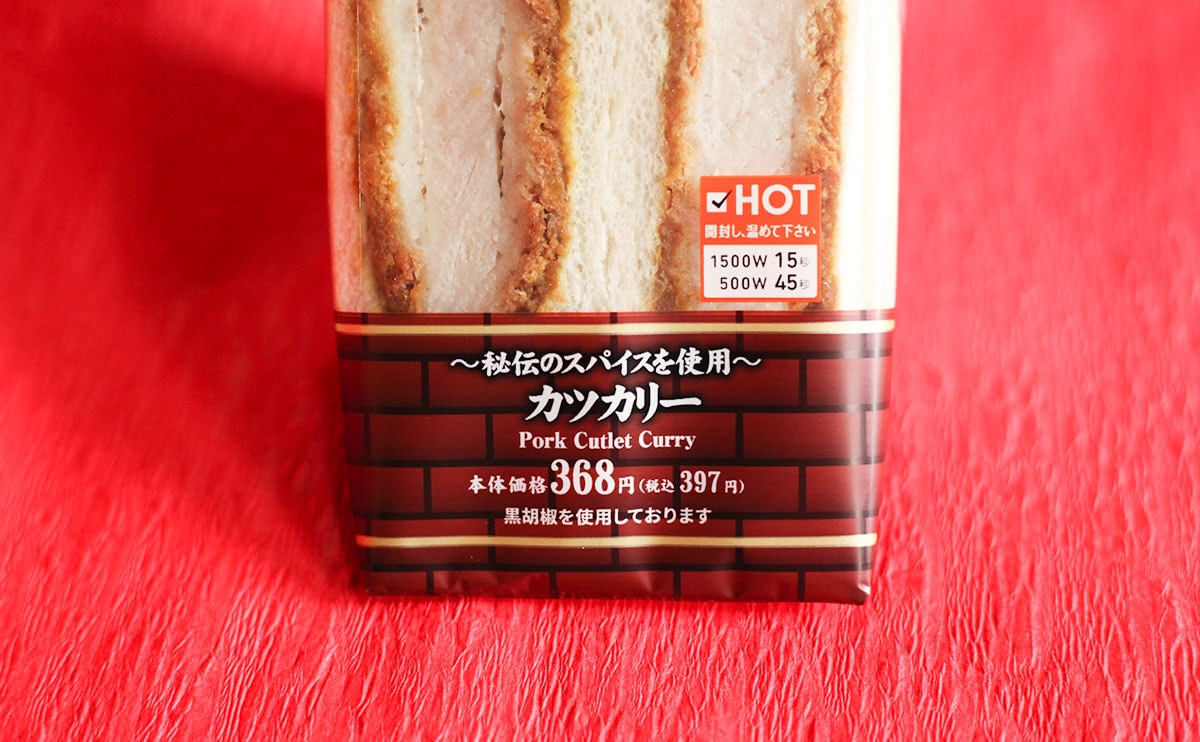 HOT
開封し、温めて下さい
1500W 15秒
500W 45秒
～秘伝のスパイスを使用～
カツカリー
Pork Cutlet Curry
本体価格368円(税込397円)
黒胡椒を使用しております